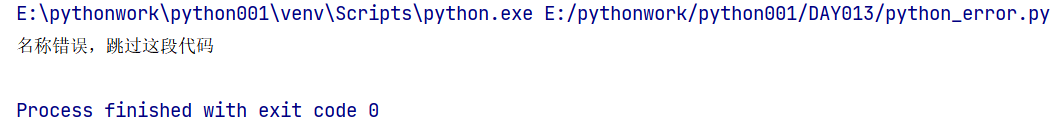 E:\pythonwork\python001\venv\Scripts\python.exe E:/pythonwork/python001/DAY013/python_error.py
名称错误，跳过这段代码
Process finished with exit code 0